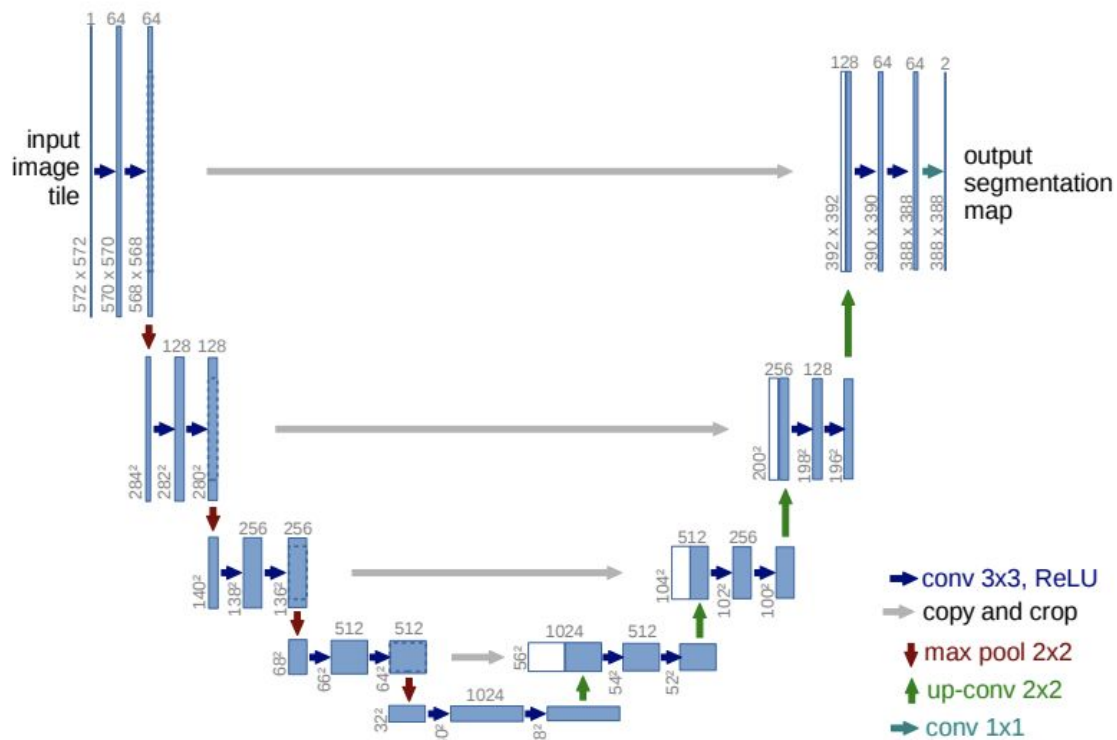 1 64 64
input
image
tile
572 x 572
570 x 570
568 x 568
128 64 64 2
output
segmentation
map
392 x 392
390 x 390
388 x 388
388 x 388
128 128
284²
282²
280²
256 128
200²
198²
196²
256 256
140²
138²
136²
512 256
104²
102²
100²
512 512
68²
66²
64²
1024 512
56²
54²
52²
1024
32²
0²
8²
conv 3x3, ReLU
copy and crop
max pool 2x2
up-conv 2x2
conv 1x1